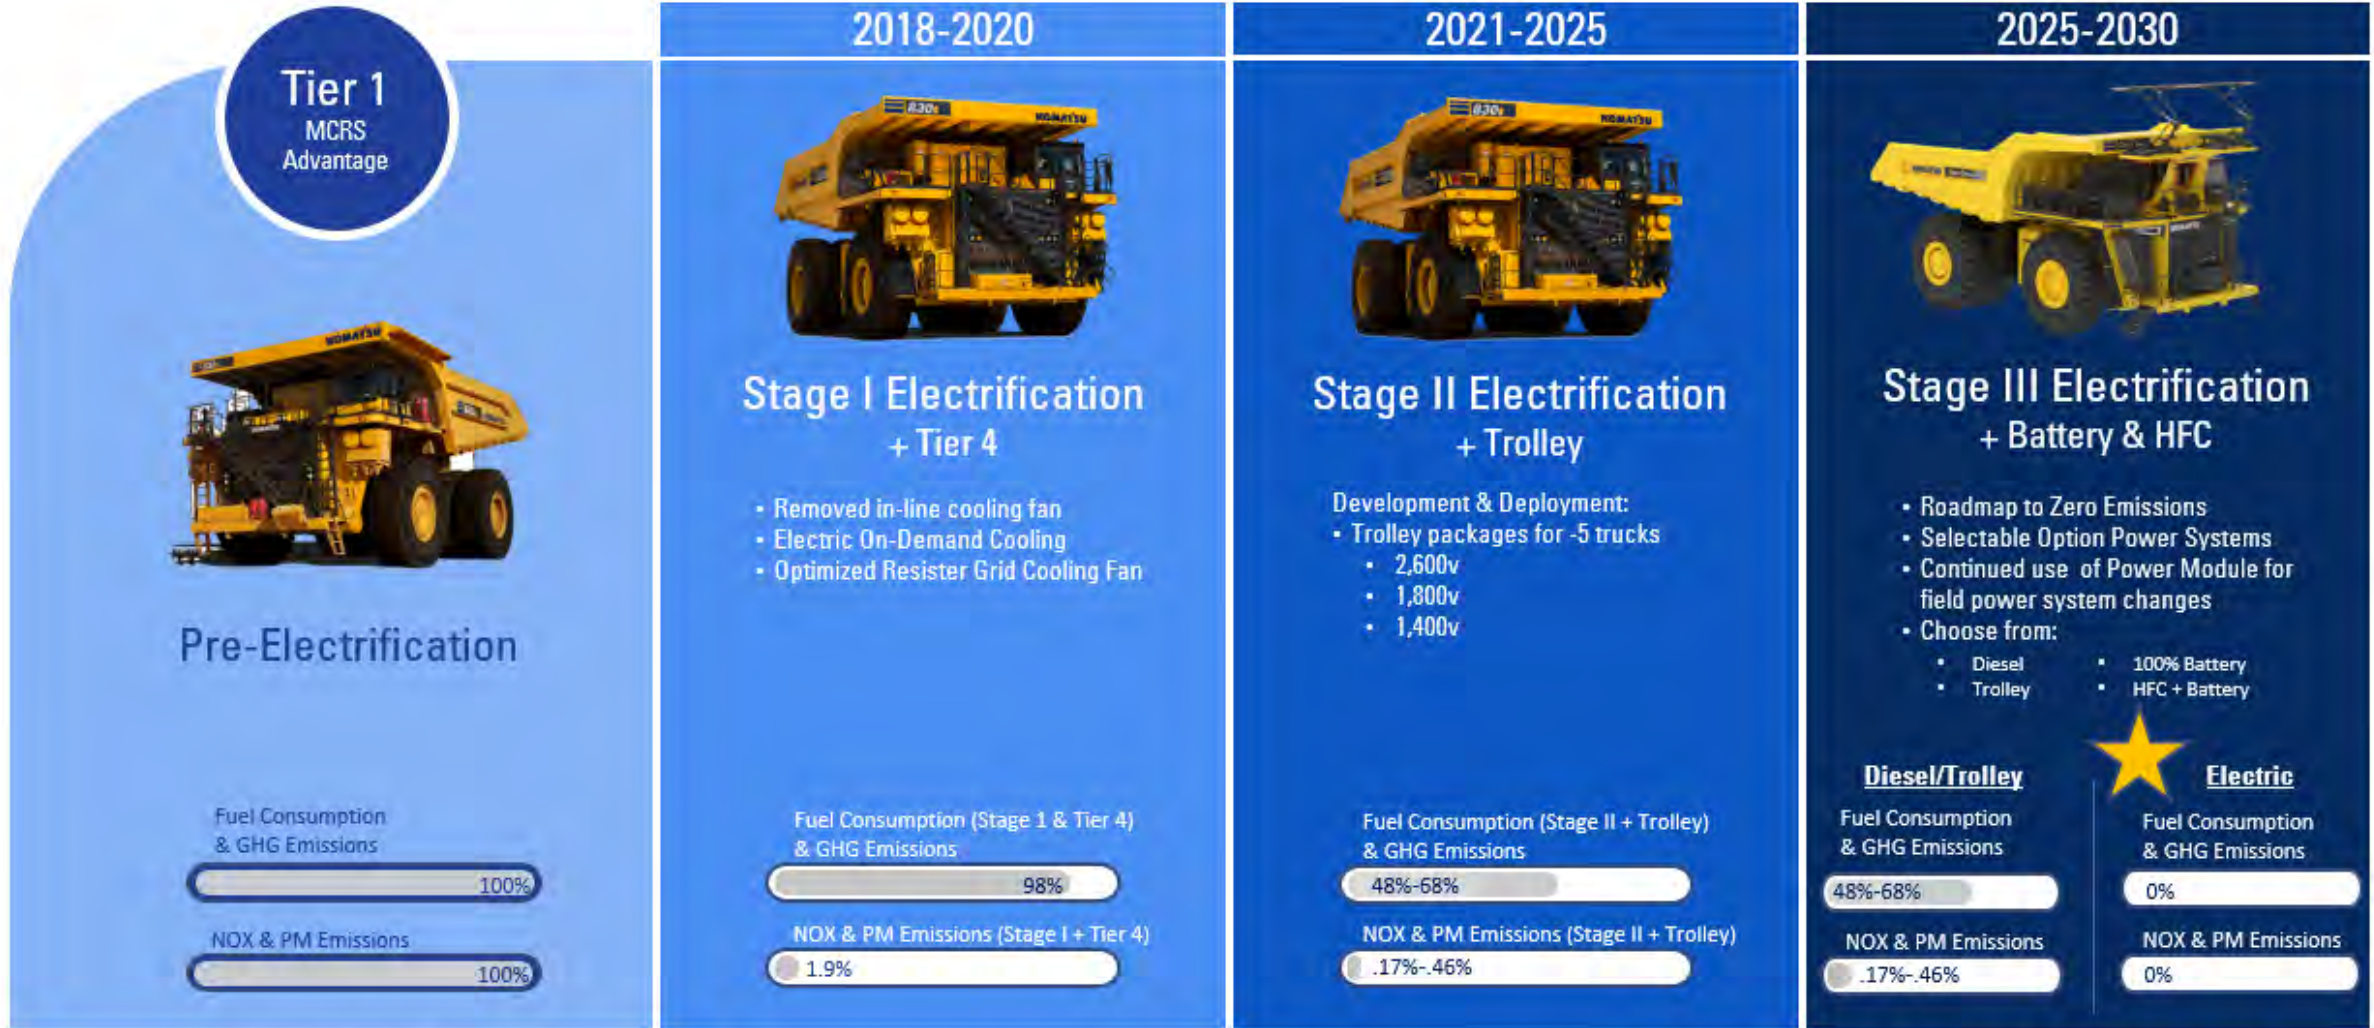 Tier 1
MCRS
Advantage
KOMATSU
Pre-Electrification
Fuel Consumption
& GHG Emissions
100%
NOX & PM Emissions
100%
2018-2020
830E
KOMATSU
Stage I Electrification
+ Tier 4
• Removed in-line cooling fan
• Electric On-Demand Cooling
• Optimized Resister Grid Cooling Fan
Fuel Consumption (Stage 1 & Tier 4)
& GHG Emissions
98%
NOX & PM Emissions (Stage I + Tier 4)
1.9%
2021-2025
830E
KOMATSU
Stage II Electrification
+ Trolley
Development & Deployment:
• Trolley packages for -5 trucks
• 2,600v
• 1,800v
• 1,400v
Fuel Consumption (Stage II + Trolley)
& GHG Emissions
48%-68%
NOX & PM Emissions (Stage II + Trolley)
.17%-.46%
2025-2030
Stage III Electrification
+ Battery & HFC
• Roadmap to Zero Emissions
• Selectable Option Power Systems
• Continued use of Power Module for
field power system changes
• Choose from:
• Diesel
• Trolley
• 100% Battery
• HFC + Battery
Diesel/Trolley
Fuel Consumption
& GHG Emissions
48%-68%
NOX & PM Emissions
.17%-.46%
Electric
Fuel Consumption
& GHG Emissions
0%
NOX & PM Emissions
0%